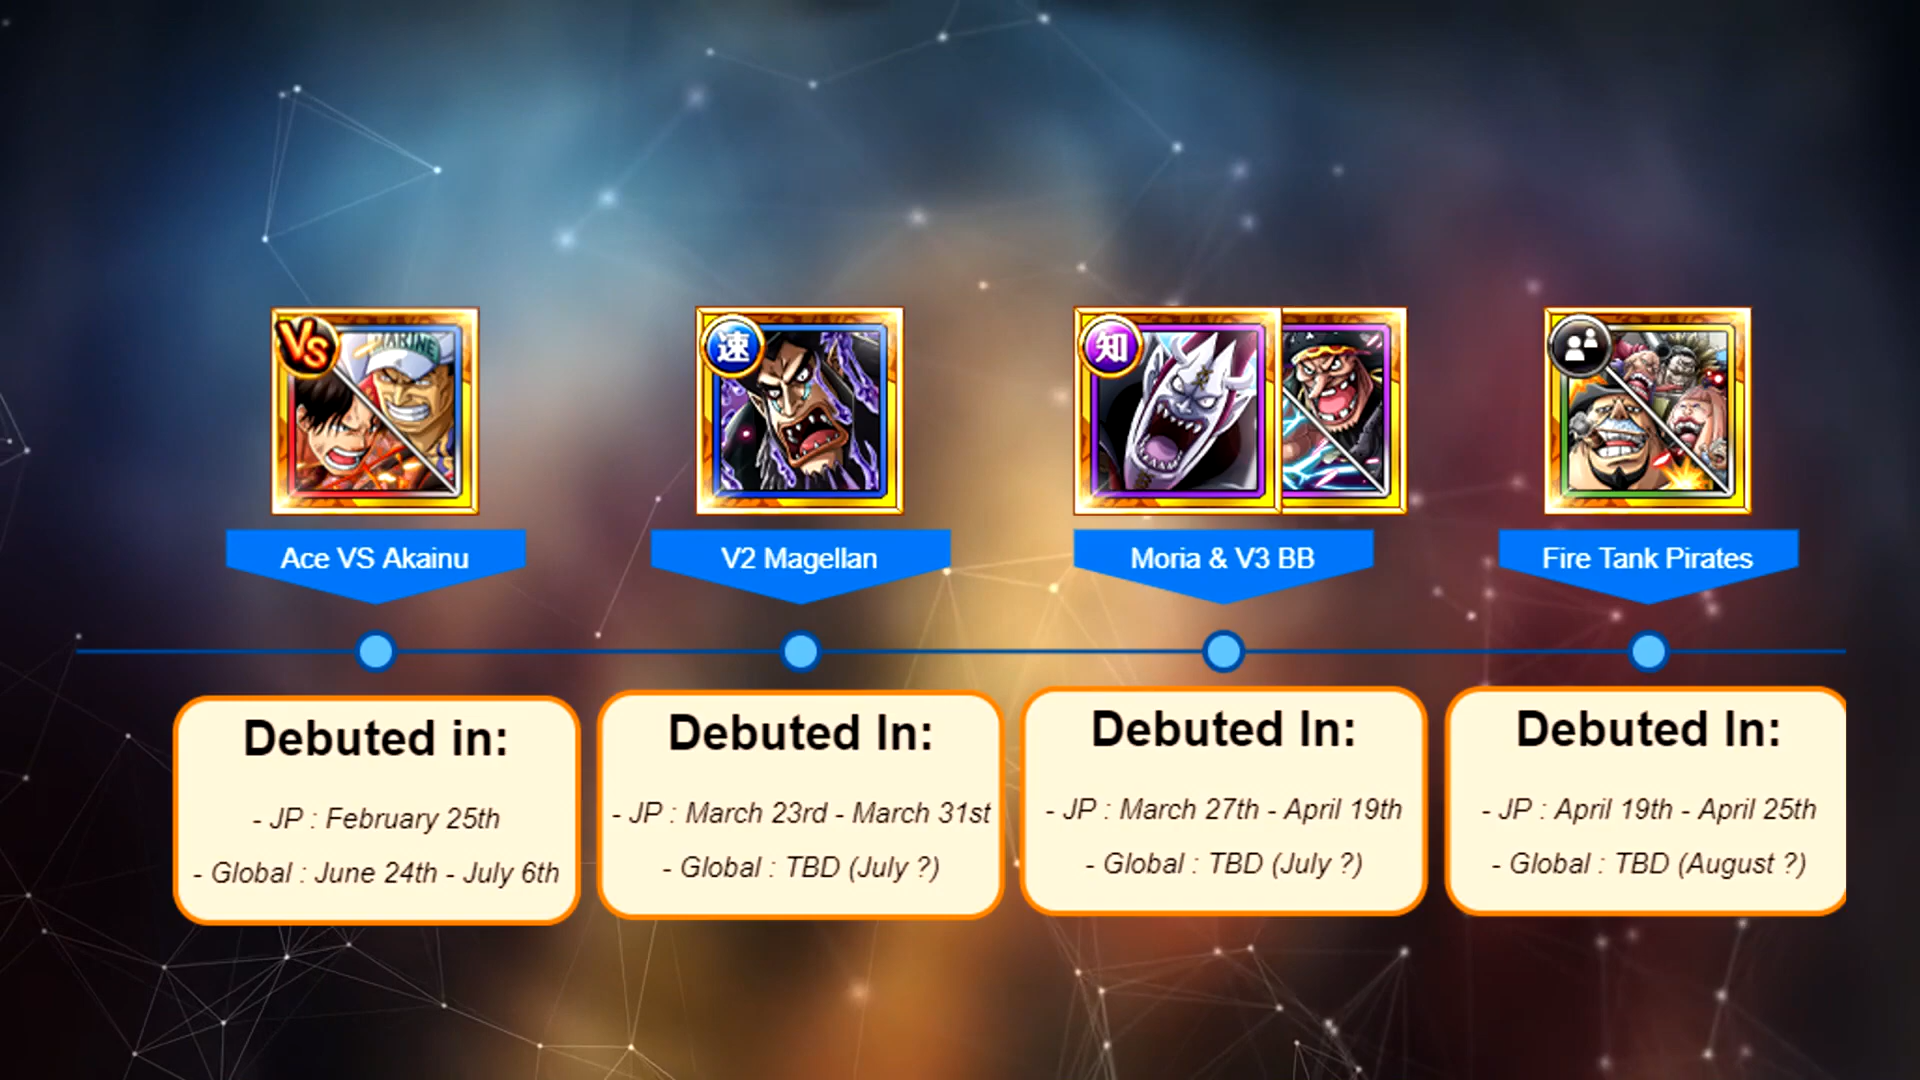 VS
MARINE
速
知
Ace VS Akainu
V2 Magellan
Moria & V3 BB
Fire Tank Pirates
Debuted in:
- JP : February 25th
- Global : June 24th - July 6th
Debuted In:
- JP : March 23rd - March 31st
- Global : TBD (July ?)
Debuted In:
- JP : March 27th - April 19th
- Global : TBD (July ?)
Debuted In:
- JP : April 19th - April 25th
- Global : TBD (August ?)